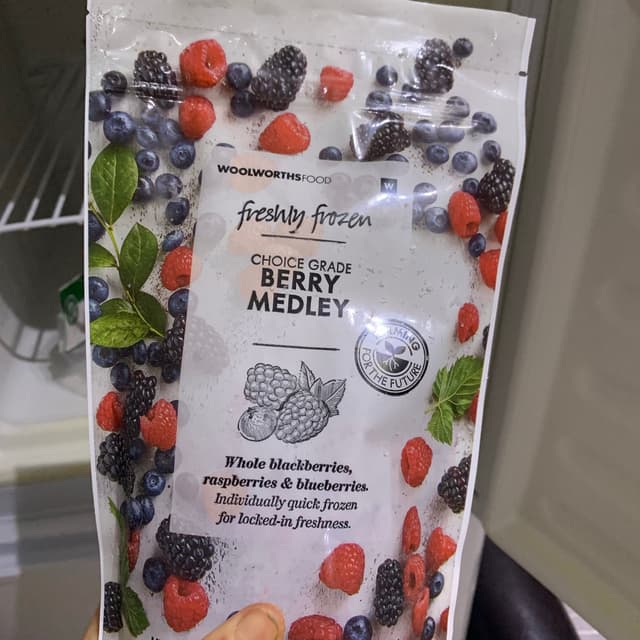 WOOLWORTHSFOOD
W
freshly frozen
CHOICE GRADE
BERRY
MEDLEY
FARMING
FOR THE FUTURE
Whole blackberries,
raspberries & blueberries.
Individually quick frozen
for locked-in freshness.